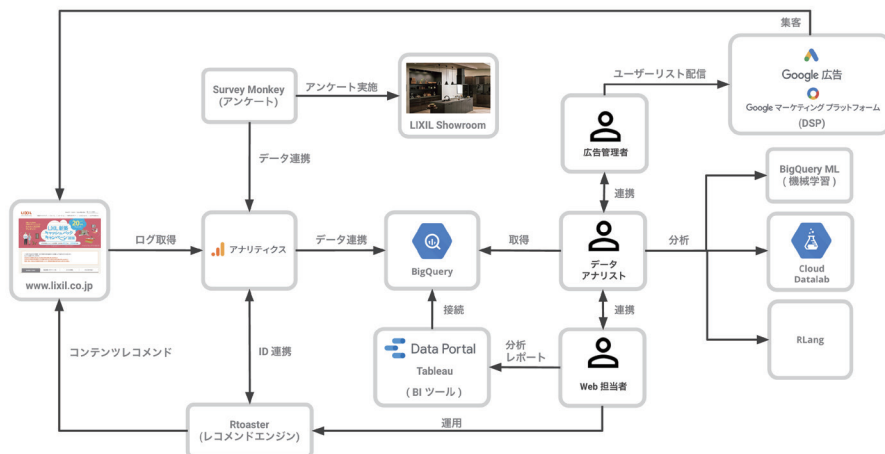 集客
ユーザーリスト配信
Google 広告
Google マーケティング プラットフォーム
(DSP)
Survey Monkey
(アンケート)
アンケート実施
LIXIL Showroom
広告管理者
データ連携
連携
BigQuery ML
( 機械学習 )
LIXIL
www.lixil.co.jp
ログ取得
アナリティクス
データ連携
BigQuery
取得
データ
アナリスト
分析
Cloud
Datalab
接続
連携
コンテンツレコメンド
ID 連携
Data Portal
Tableau
( BI ツール )
分析
レポート
Web 担当者
RLang
Rtoaster
(レコメンドエンジン)
運用